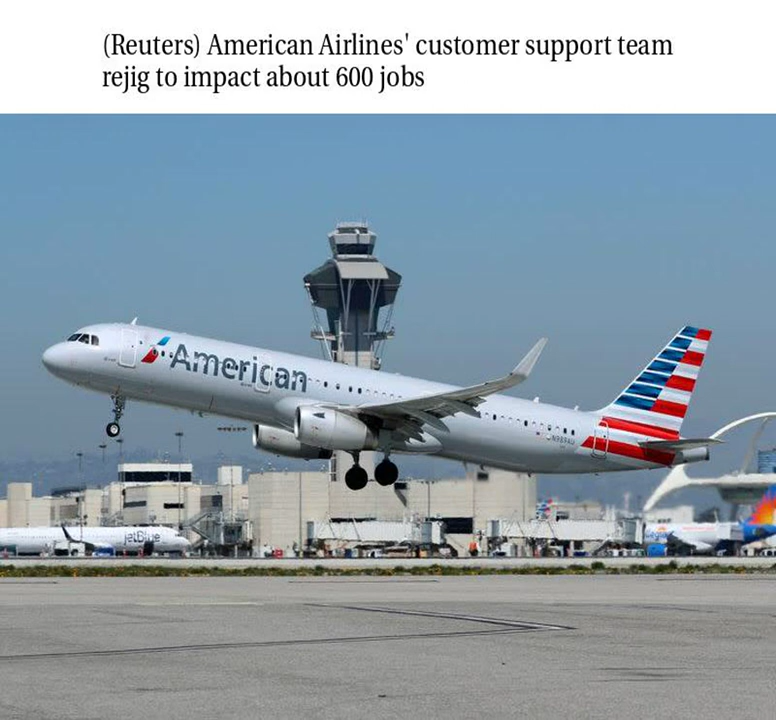 (Reuters) American Airlines' customer support team
rejig to impact about 600 jobs
American
jetBlue